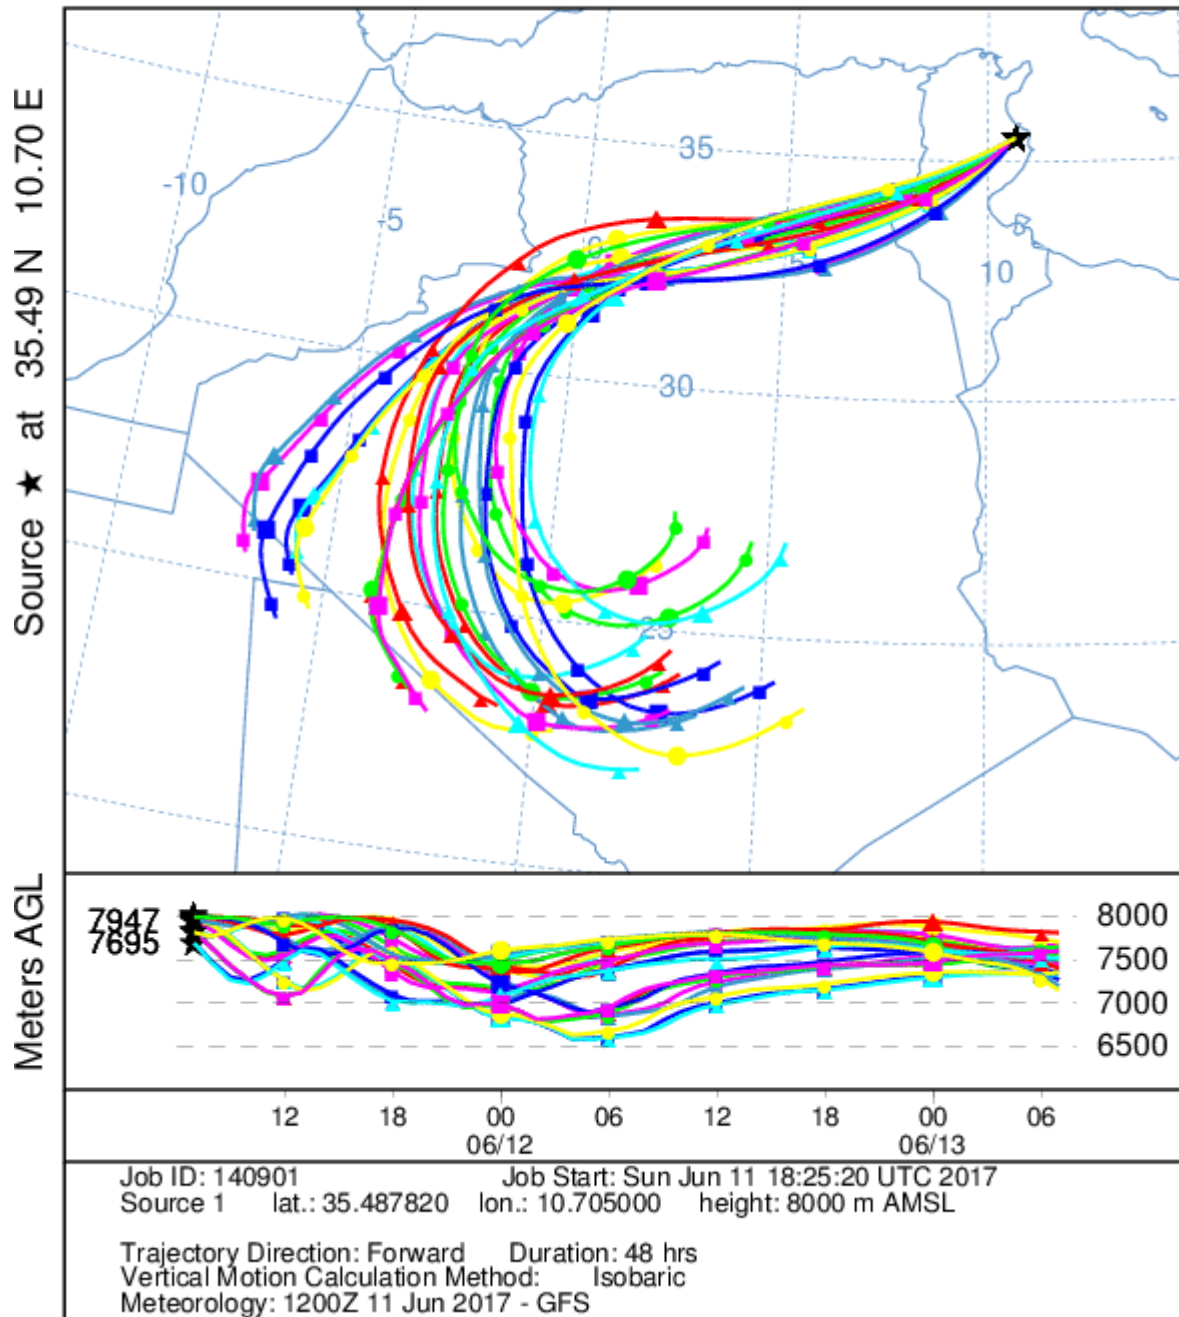 Source ★ at 35.49 N 10.70 E
-10
-5
35
5
10
30
25
Meters AGL
7947
7695
8000
7500
7000
6500
12 18 00 06 12 18 00 06
06/12 06/13
Job ID: 140901 Job Start: Sun Jun 11 18:25:20 UTC 2017
Source 1 lat.: 35.487820 lon.: 10.705000 height: 8000 m AMSL
Trajectory Direction: Forward Duration: 48 hrs
Vertical Motion Calculation Method: Isobaric
Meteorology: 1200Z 11 Jun 2017 - GFS